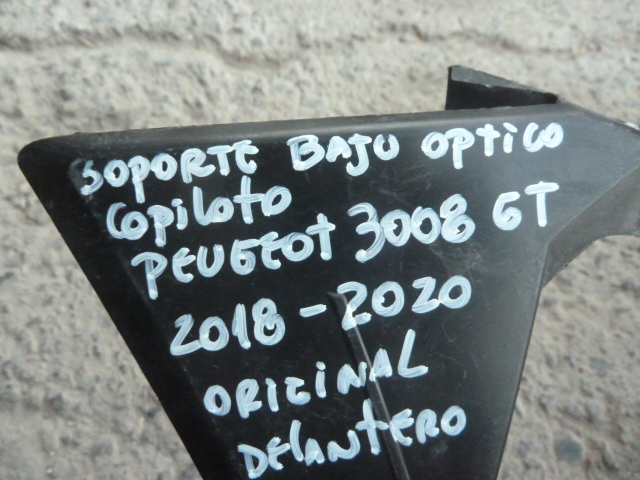 SOPORTE BAJO OPTICO
COPILOTO
PEUGEOT 3008 GT
2018-2020
ORIGINAL
DELANTERO